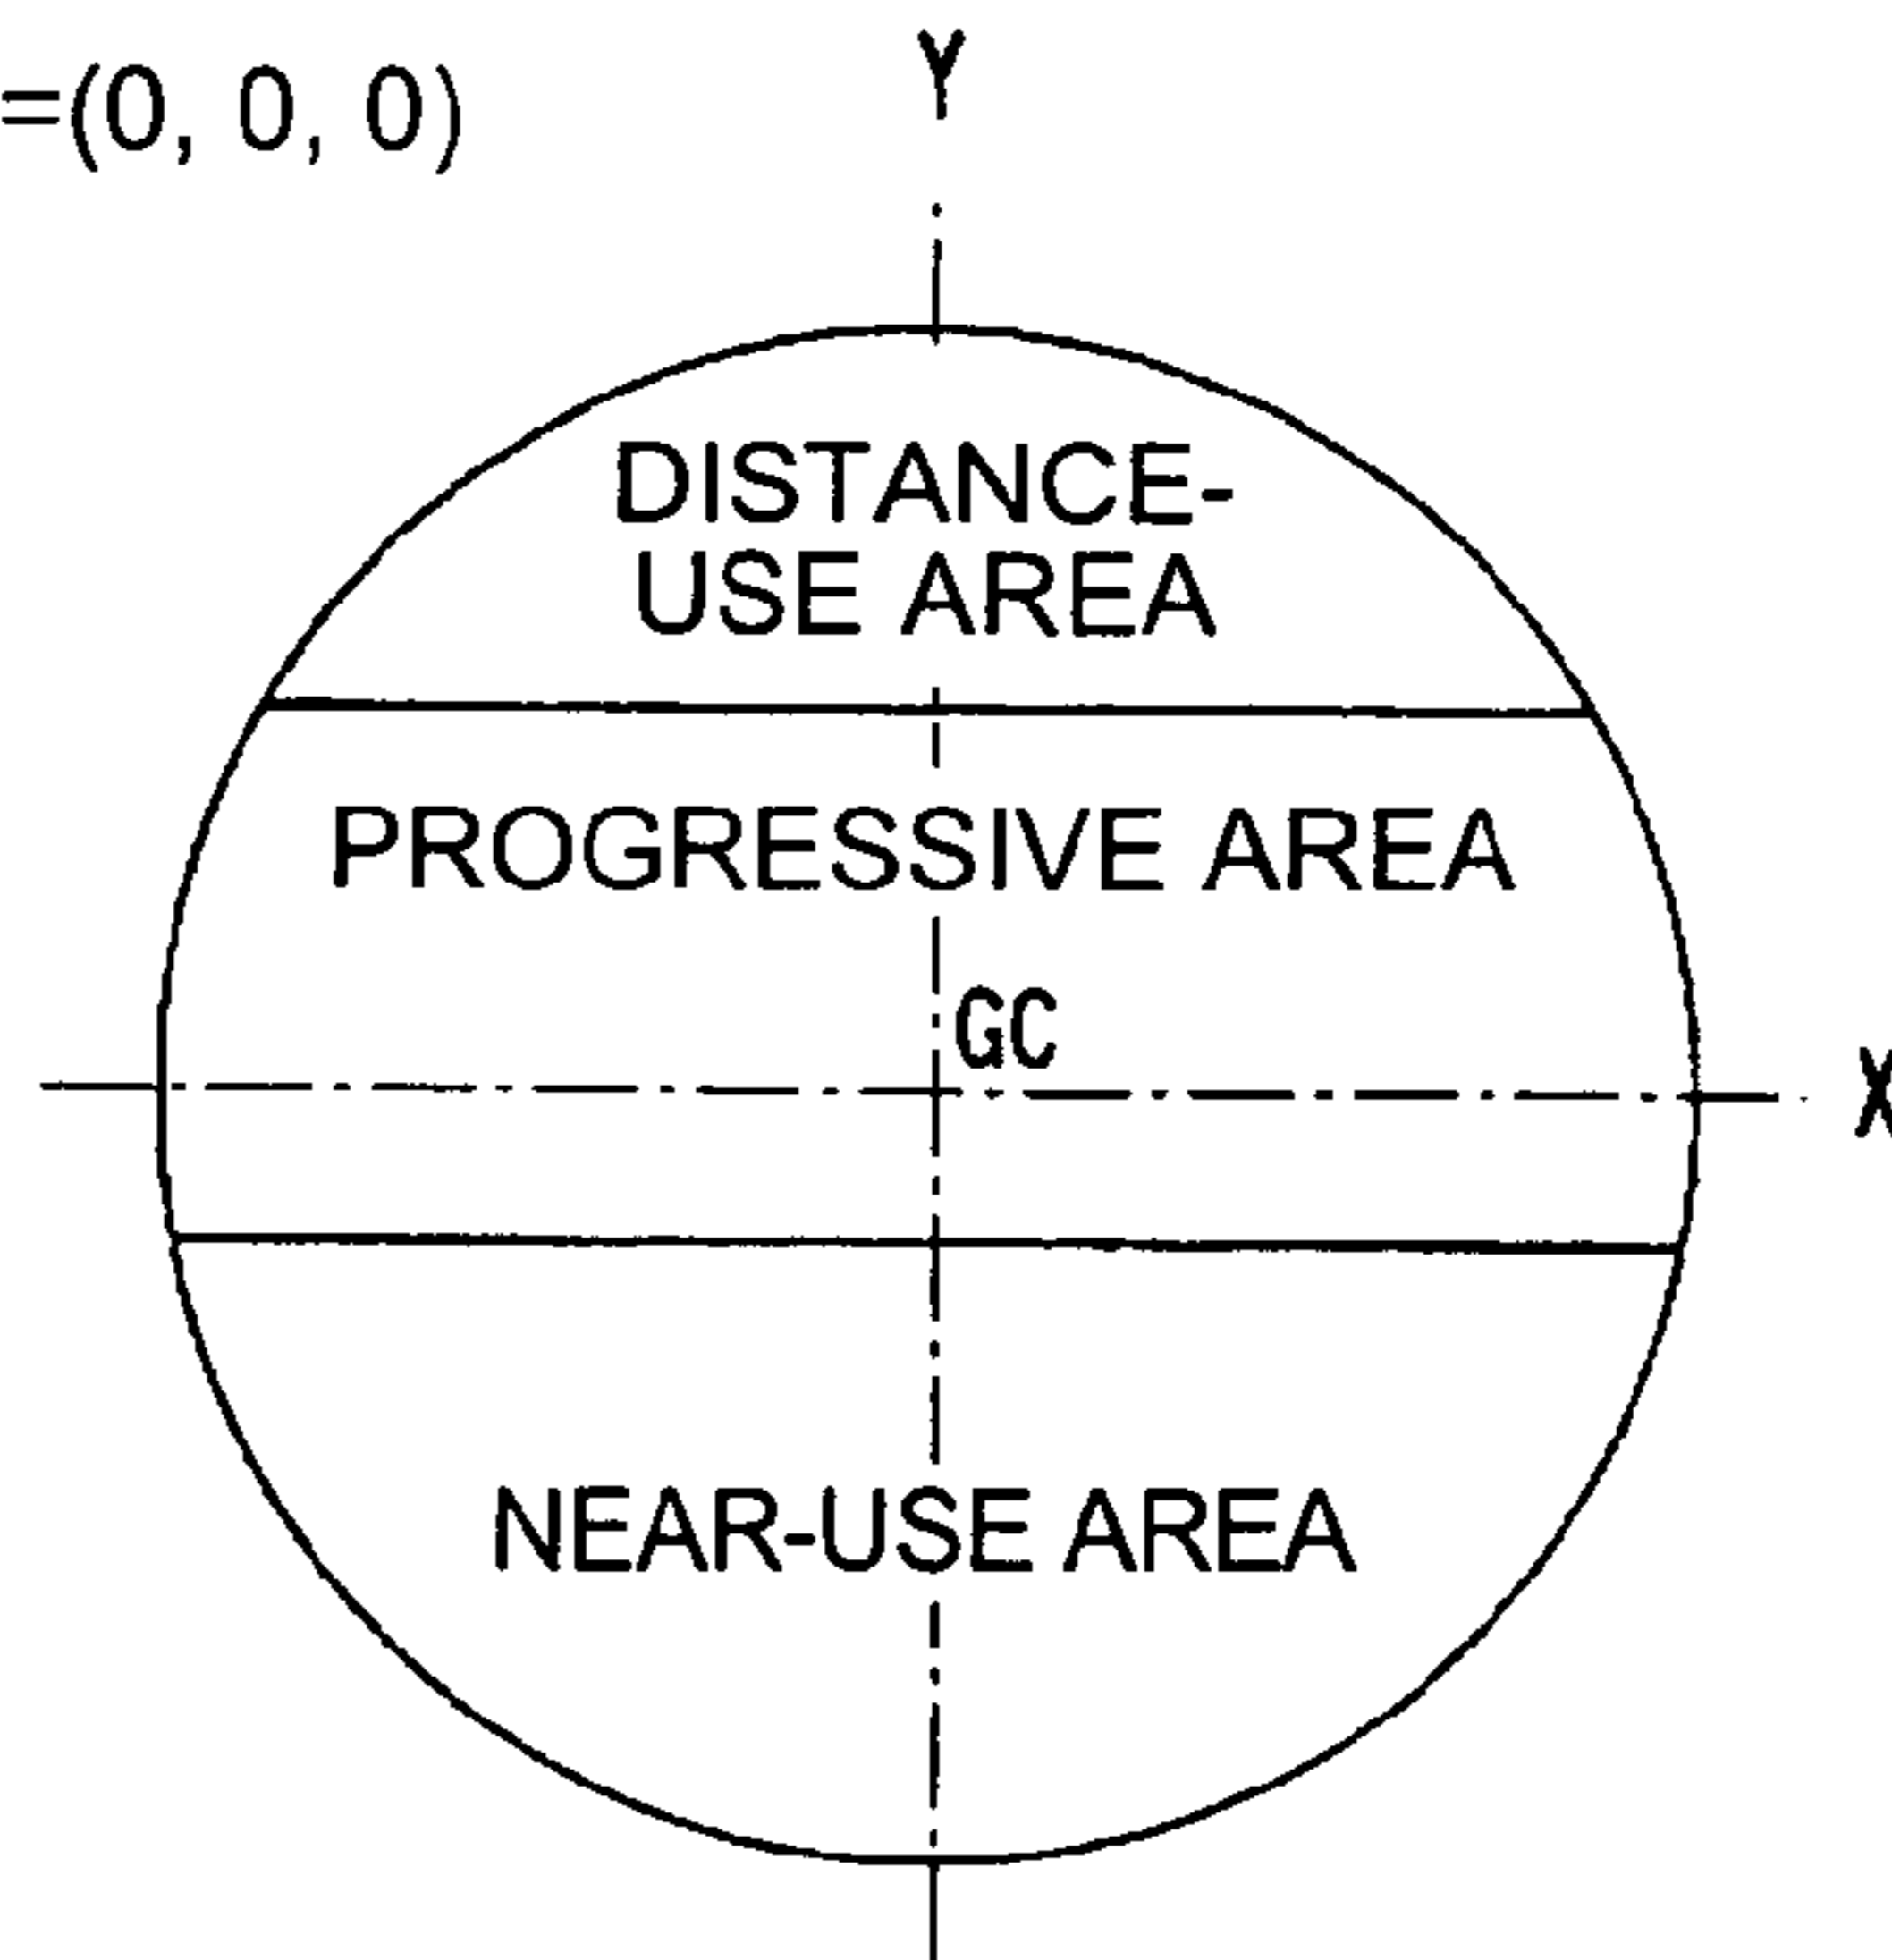 =(0, 0, 0)
Y
DISTANCE-
USE AREA
PROGRESSIVE AREA
GC
X
NEAR-USE AREA